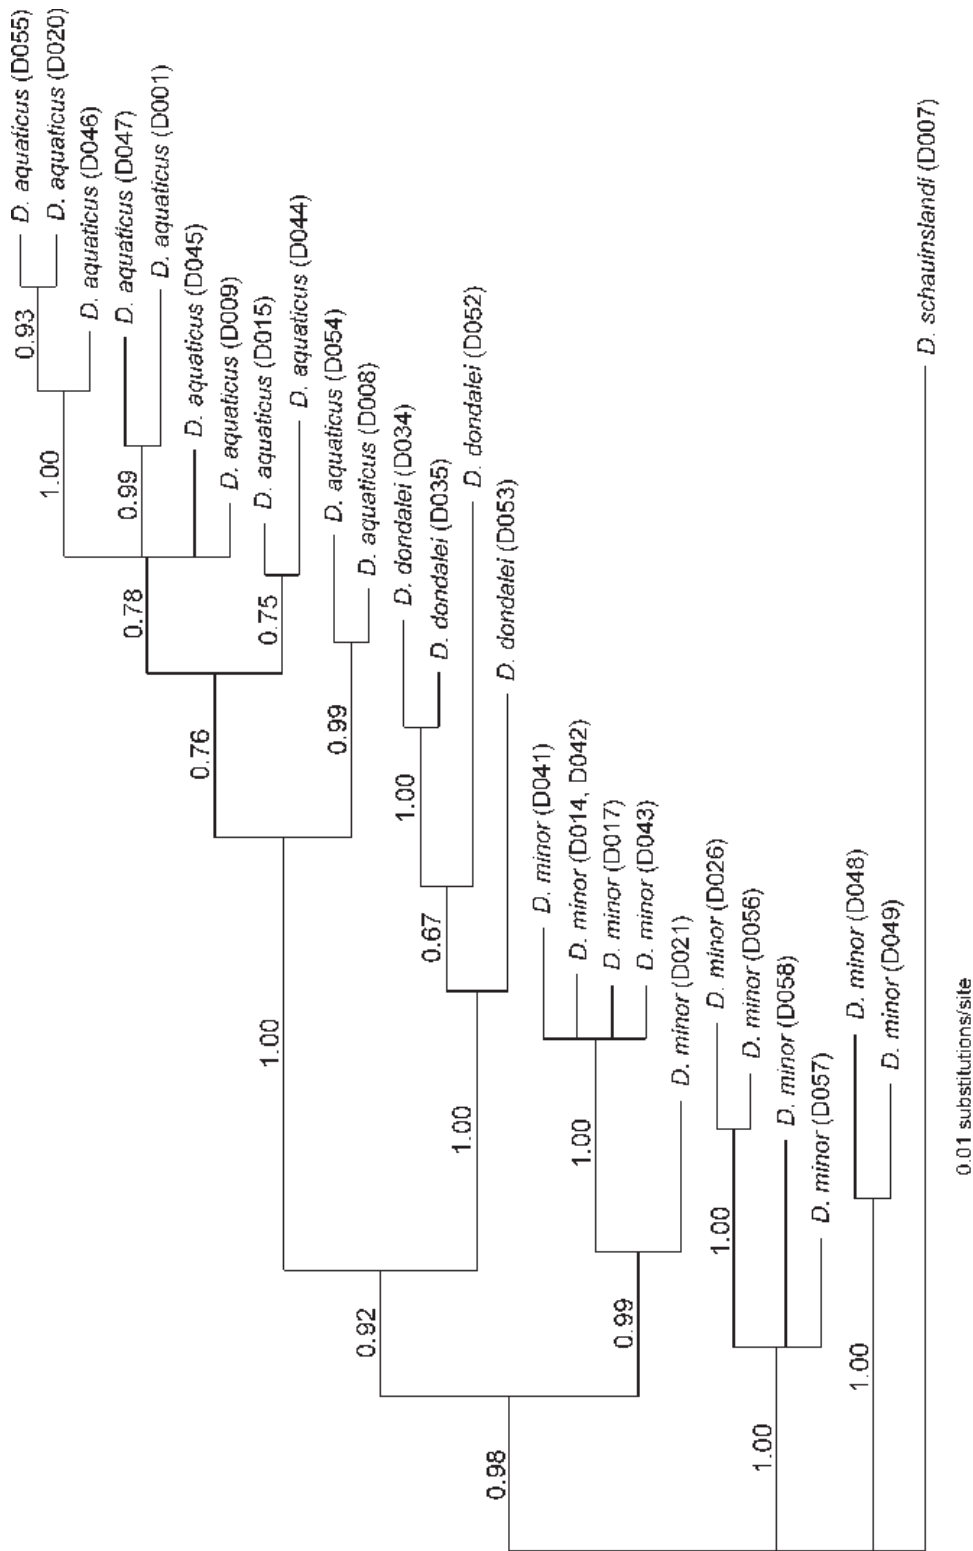 D. aquaticus (D055)
D. aquaticus (D020)
0.93
D. aquaticus (D046)
1.00
D. aquaticus (D047)
D. aquaticus (D001)
0.99
D. aquaticus (D045)
D. aquaticus (D009)
0.78
D. aquaticus (D015)
D. aquaticus (D044)
0.75
0.76
D. aquaticus (D054)
D. aquaticus (D008)
0.99
1.00
D. dondalei (D034)
D. dondalei (D035)
1.00
D. dondalei (D052)
0.67
D. dondalei (D053)
1.00
0.92
D. minor (D041)
D. minor (D014, D042)
D. minor (D017)
D. minor (D043)
1.00
D. minor (D021)
0.99
0.98
D. minor (D026)
D. minor (D056)
1.00
D. minor (D058)
D. minor (D057)
1.00
D. minor (D048)
D. minor (D049)
1.00
D. schauinslandi (D007)
0.01 substitutions/site